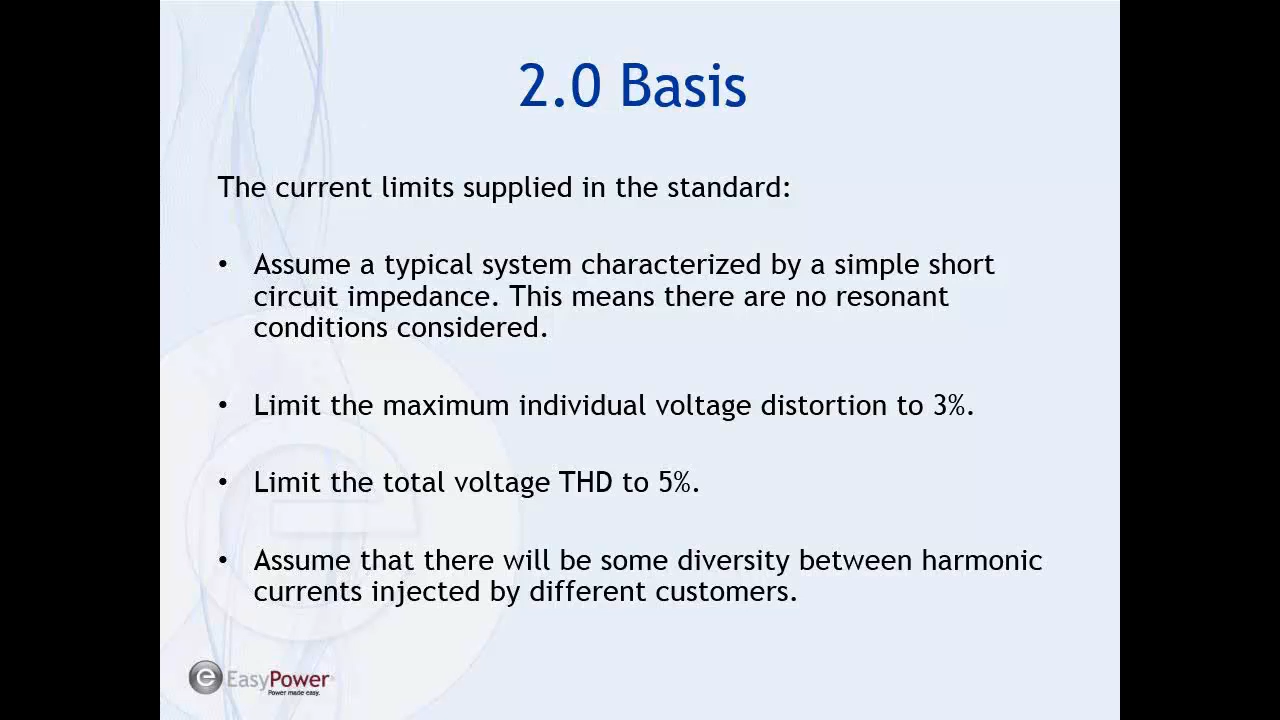 2.0 Basis
The current limits supplied in the standard:
• Assume a typical system characterized by a simple short
circuit impedance. This means there are no resonant
conditions considered.
• Limit the maximum individual voltage distortion to 3%.
• Limit the total voltage THD to 5%.
• Assume that there will be some diversity between harmonic
currents injected by different customers.
e EasyPower
Power made easy.